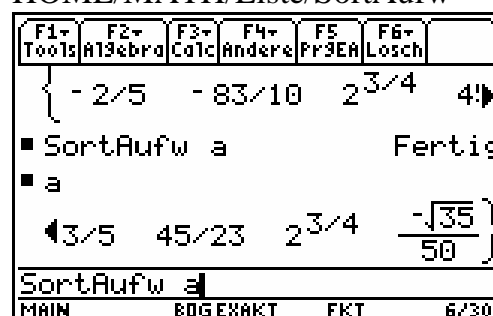 HOME/MATH/Liste/SortAufw
F1▾ F2▾ F3▾ F4▾ F5 F6▾
Tools Algebra Calc Andere PrgEA Lösch
{ -2/5 -83/10 2^3/4 4!▶
■ SortAufw a Fertig
■ a
◀3/5 45/23 2^3/4 -√35/50 }
SortAufw a
MAIN BOG EXAKT FKT 6/30